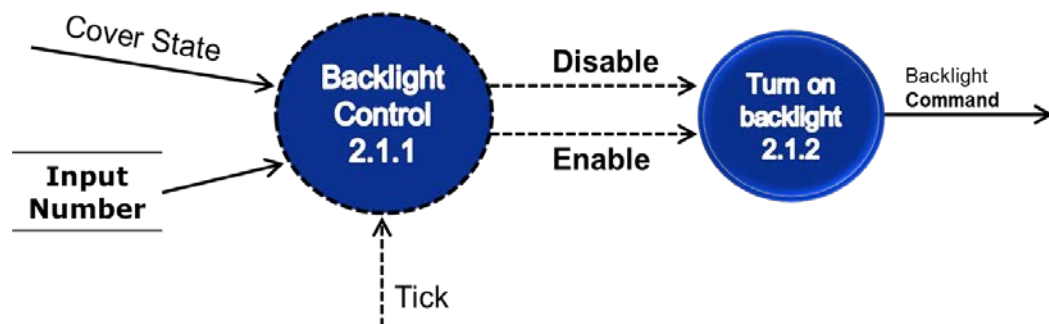 Cover State
Backlight
Control
2.1.1
Input
Number
Tick
Disable
Enable
Turn on
backlight
2.1.2
Backlight
Command